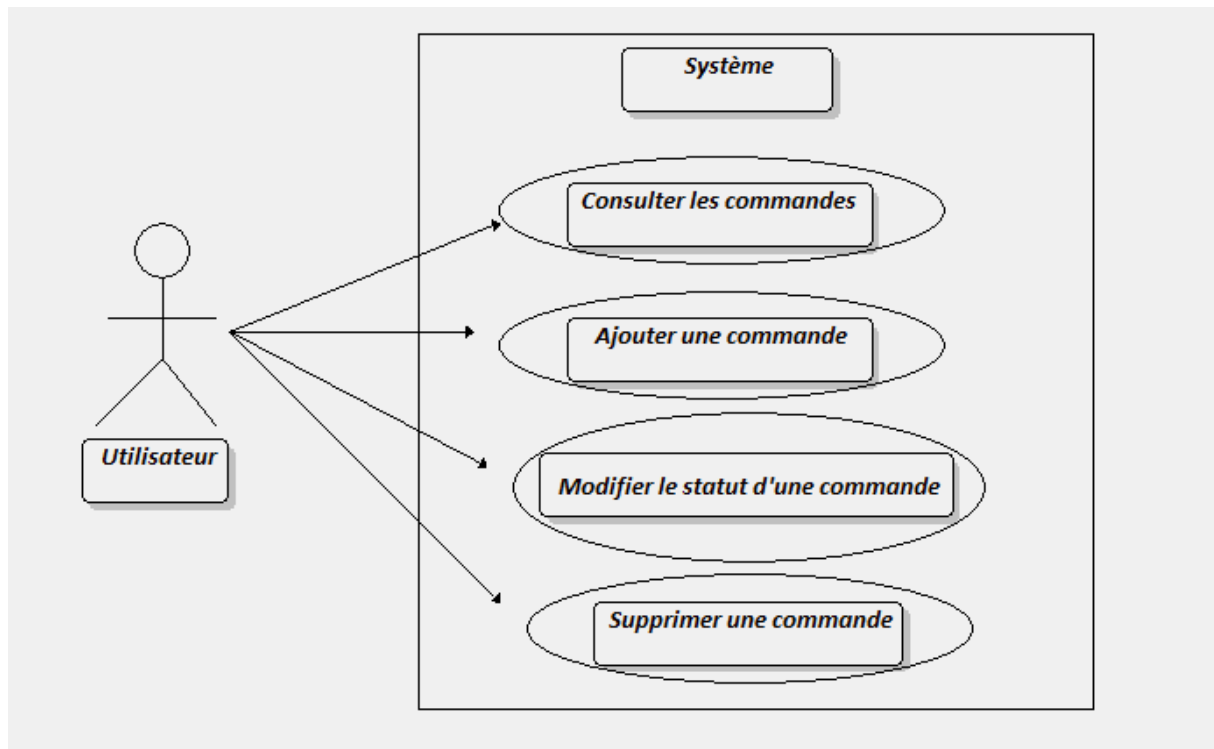 Système
Consulter les commandes
Ajouter une commande
Utilisateur
Modifier le statut d'une commande
Supprimer une commande